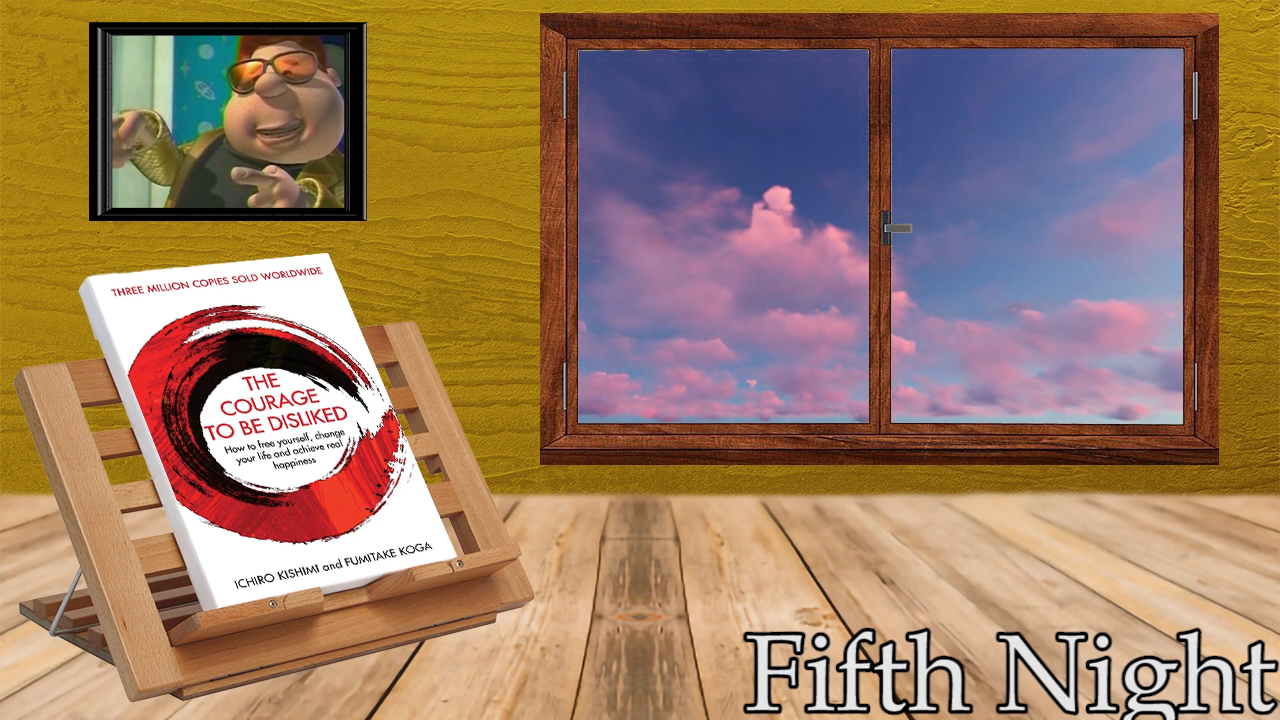 THREE MILLION COPIES SOLD WORLDWIDE
THE
COURAGE
TO BE DISLIKED
How to free yourself, change
your life and achieve real
happiness
ICHIRO KISHIMI and FUMITAKE KOGA
Fifth Night